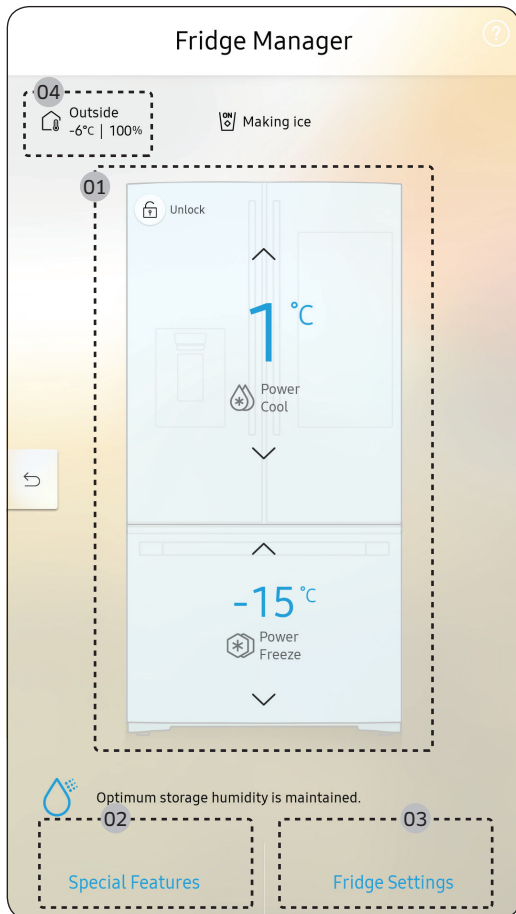 Fridge Manager
?
04
Outside
-6°C | 100%
ON
Making ice
01
Unlock
1 °C
Power
Cool
-15 °C
Power
Freeze
Optimum storage humidity is maintained.
02
03
Special Features
Fridge Settings